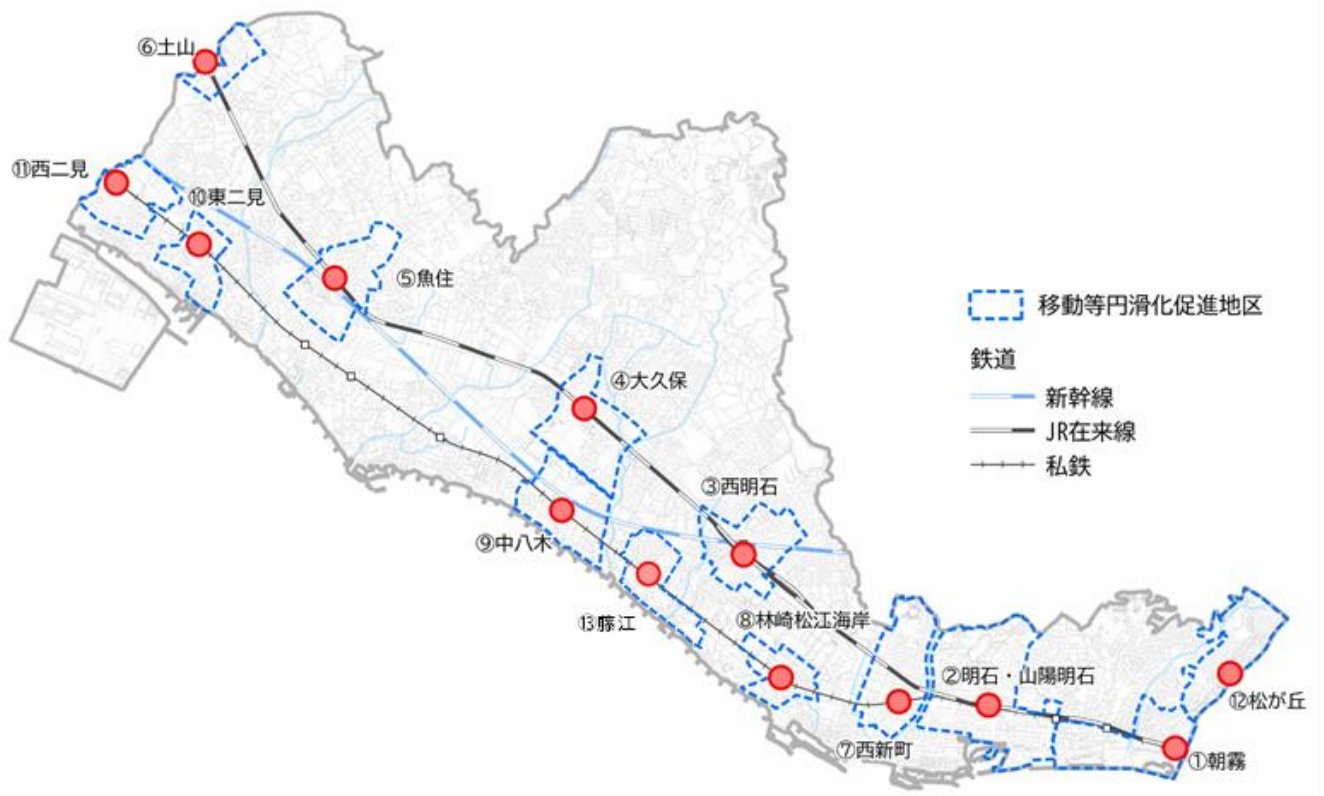 ⑥土山
⑪西二見
⑩東二見
⑤魚住
移動等円滑化促進地区
鉄道
④大久保
新幹線
JR在来線
私鉄
③西明石
⑨中八木
⑬藤江
⑧林崎松江海岸
②明石・山陽明石
⑫松が丘
⑦西新町
①朝霧